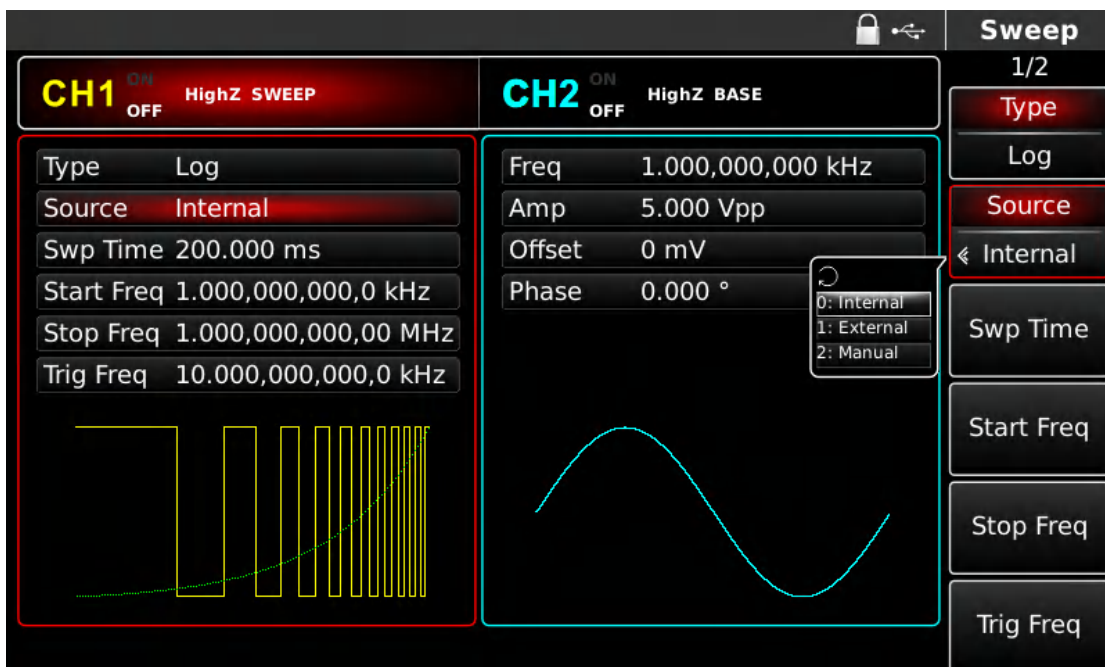 Sweep
1/2
CH1 ON OFF HighZ SWEEP
CH2 ON OFF HighZ BASE
Type Log
Source Internal
Swp Time 200.000 ms
Start Freq 1.000,000,000,0 kHz
Stop Freq 1.000,000,000,00 MHz
Trig Freq 10.000,000,000,0 kHz
Freq 1.000,000,000 kHz
Amp 5.000 Vpp
Offset 0 mV
Phase 0.000 °
0: Internal
1: External
2: Manual
Type
Log
Source
Internal
Swp Time
Start Freq
Stop Freq
Trig Freq